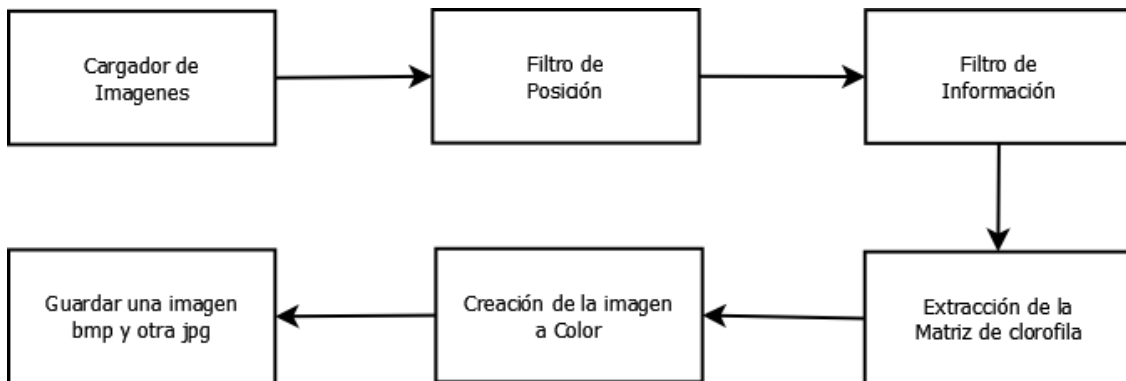 Cargador de
Imagenes
Filtro de
Posición
Filtro de
Información
Extracción de la
Matriz de clorofila
Creación de la imagen
a Color
Guardar una imagen
bmp y otra jpg